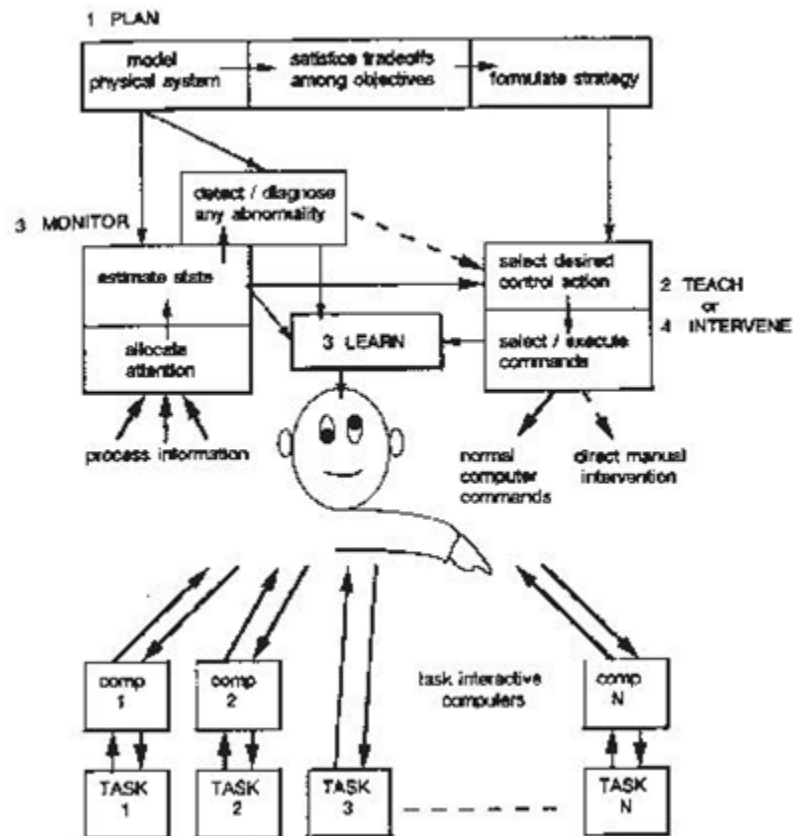 1 PLAN
model
physical system
satisfice tradeoffs
among objectives
formulate strategy
detect / diagnose
any abnormality
3 MONITOR
estimate state
allocate
attention
select desired
control action
2 TEACH
or
4 INTERVENE
3 LEARN
select / execute
commands
process information
normal
computer
commands
direct manual
intervention
comp
1
comp
2
task interactive
computers
comp
N
TASK
1
TASK
2
TASK
3
TASK
N